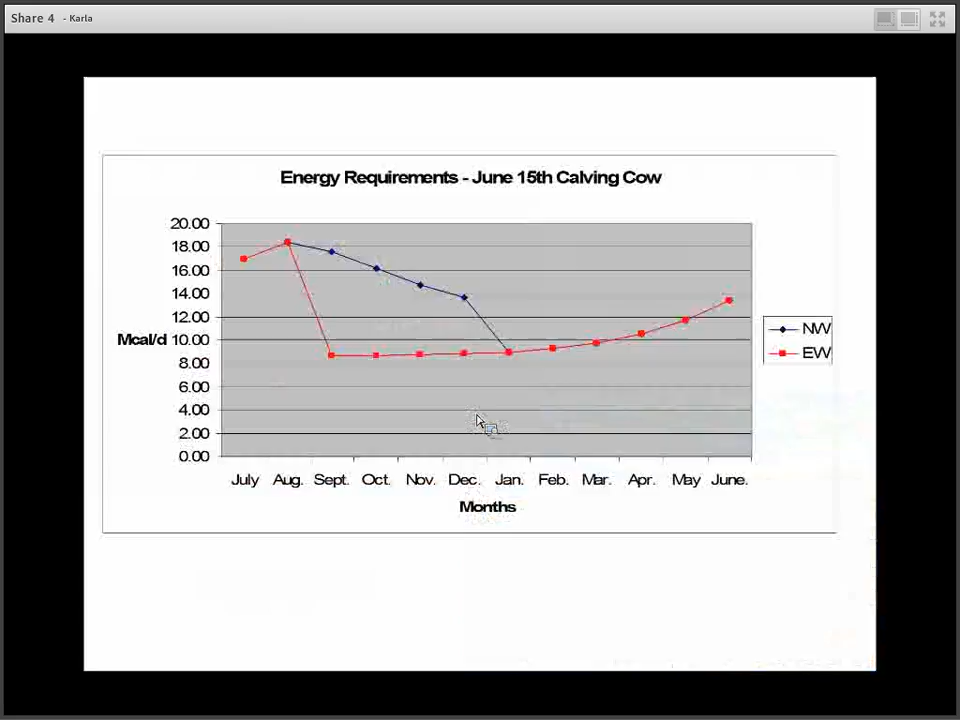 Share 4 - Karla
Energy Requirements - June 15th Calving Cow
20.00
18.00
16.00
14.00
12.00
Mcal/d 10.00
8.00
6.00
4.00
2.00
0.00
NW
EW
July Aug. Sept. Oct. Nov. Dec. Jan. Feb. Mar. Apr. May June.
Months